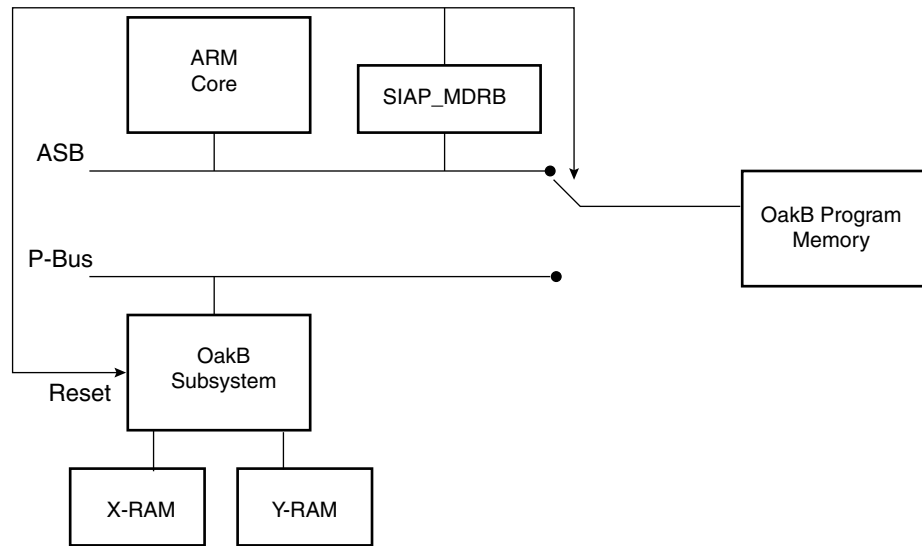 ARM
Core
SIAP_MDRB
ASB
OakB Program
Memory
P-Bus
OakB
Subsystem
Reset
X-RAM
Y-RAM